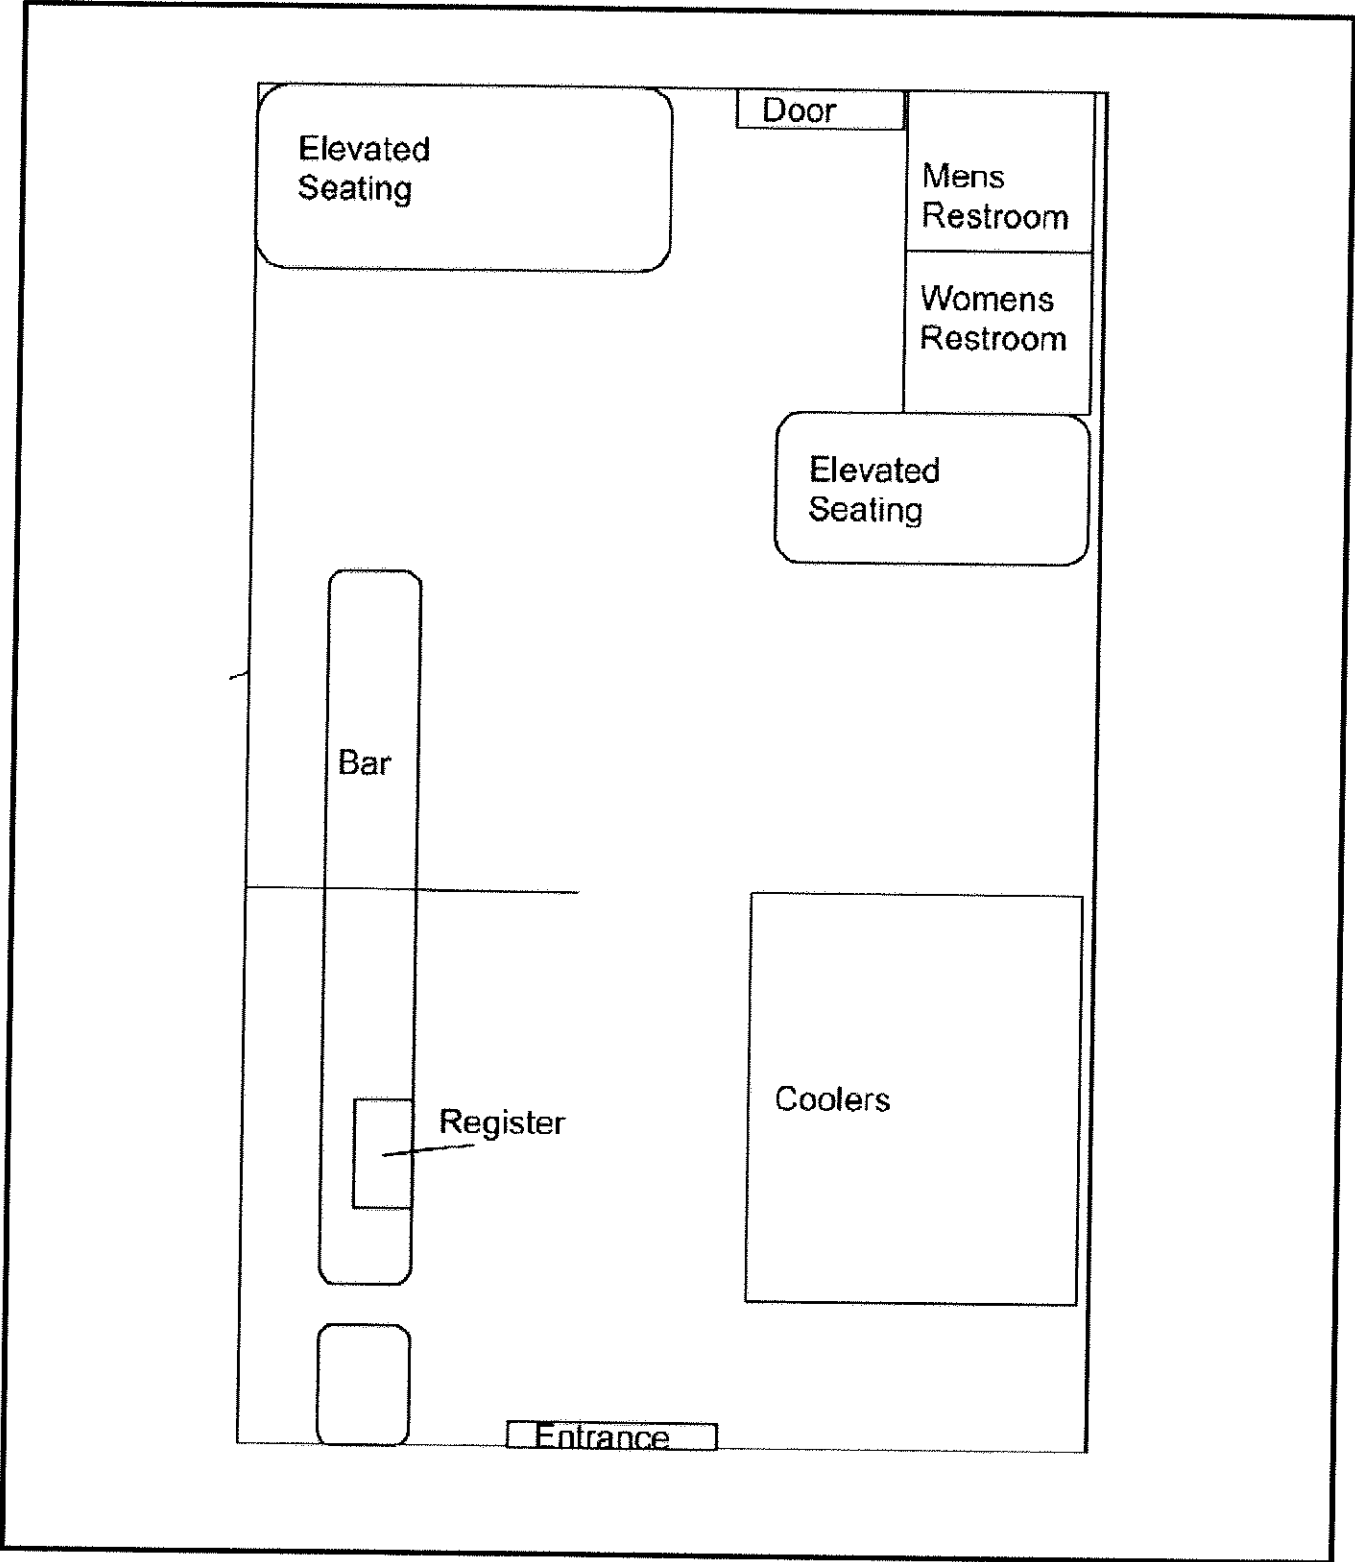 Door
Elevated
Seating
Mens
Restroom
Womens
Restroom
Elevated
Seating
Bar
Coolers
Register
Entrance